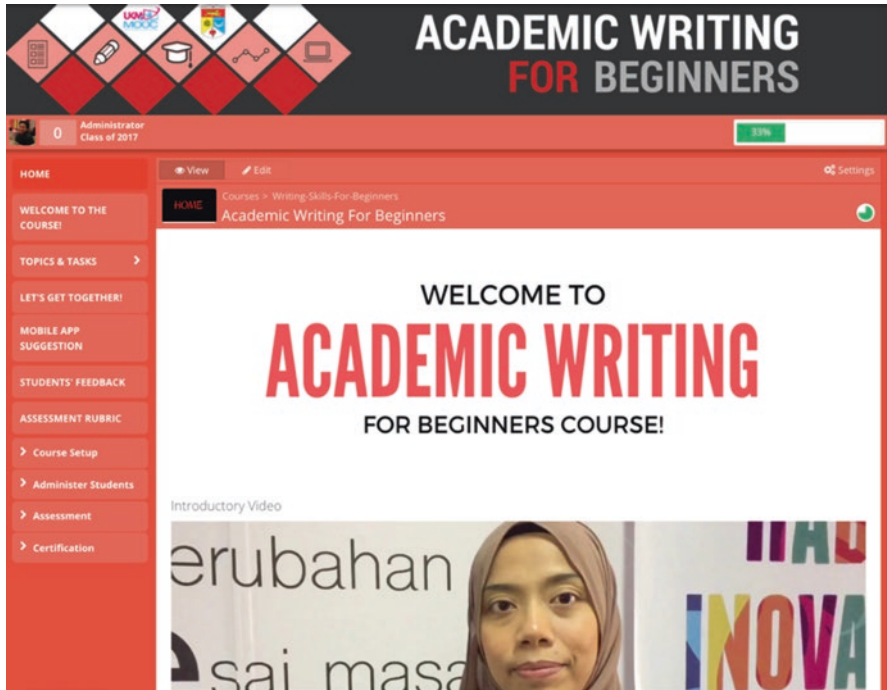 UKM
MOOC
ACADEMIC WRITING
FOR BEGINNERS
0
Administrator
Class of 2017
33%
HOME
WELCOME TO THE
COURSE!
TOPICS & TASKS
LET'S GET TOGETHER!
MOBILE APP
SUGGESTION
STUDENTS' FEEDBACK
ASSESSMENT RUBRIC
Course Setup
Administer Students
Assessment
Certification
View
Edit
Settings
HOME
Courses > Writing-Skills-For-Beginners
Academic Writing For Beginners
WELCOME TO
ACADEMIC WRITING
FOR BEGINNERS COURSE!
Introductory Video
erubahan
esai masa
INOVA